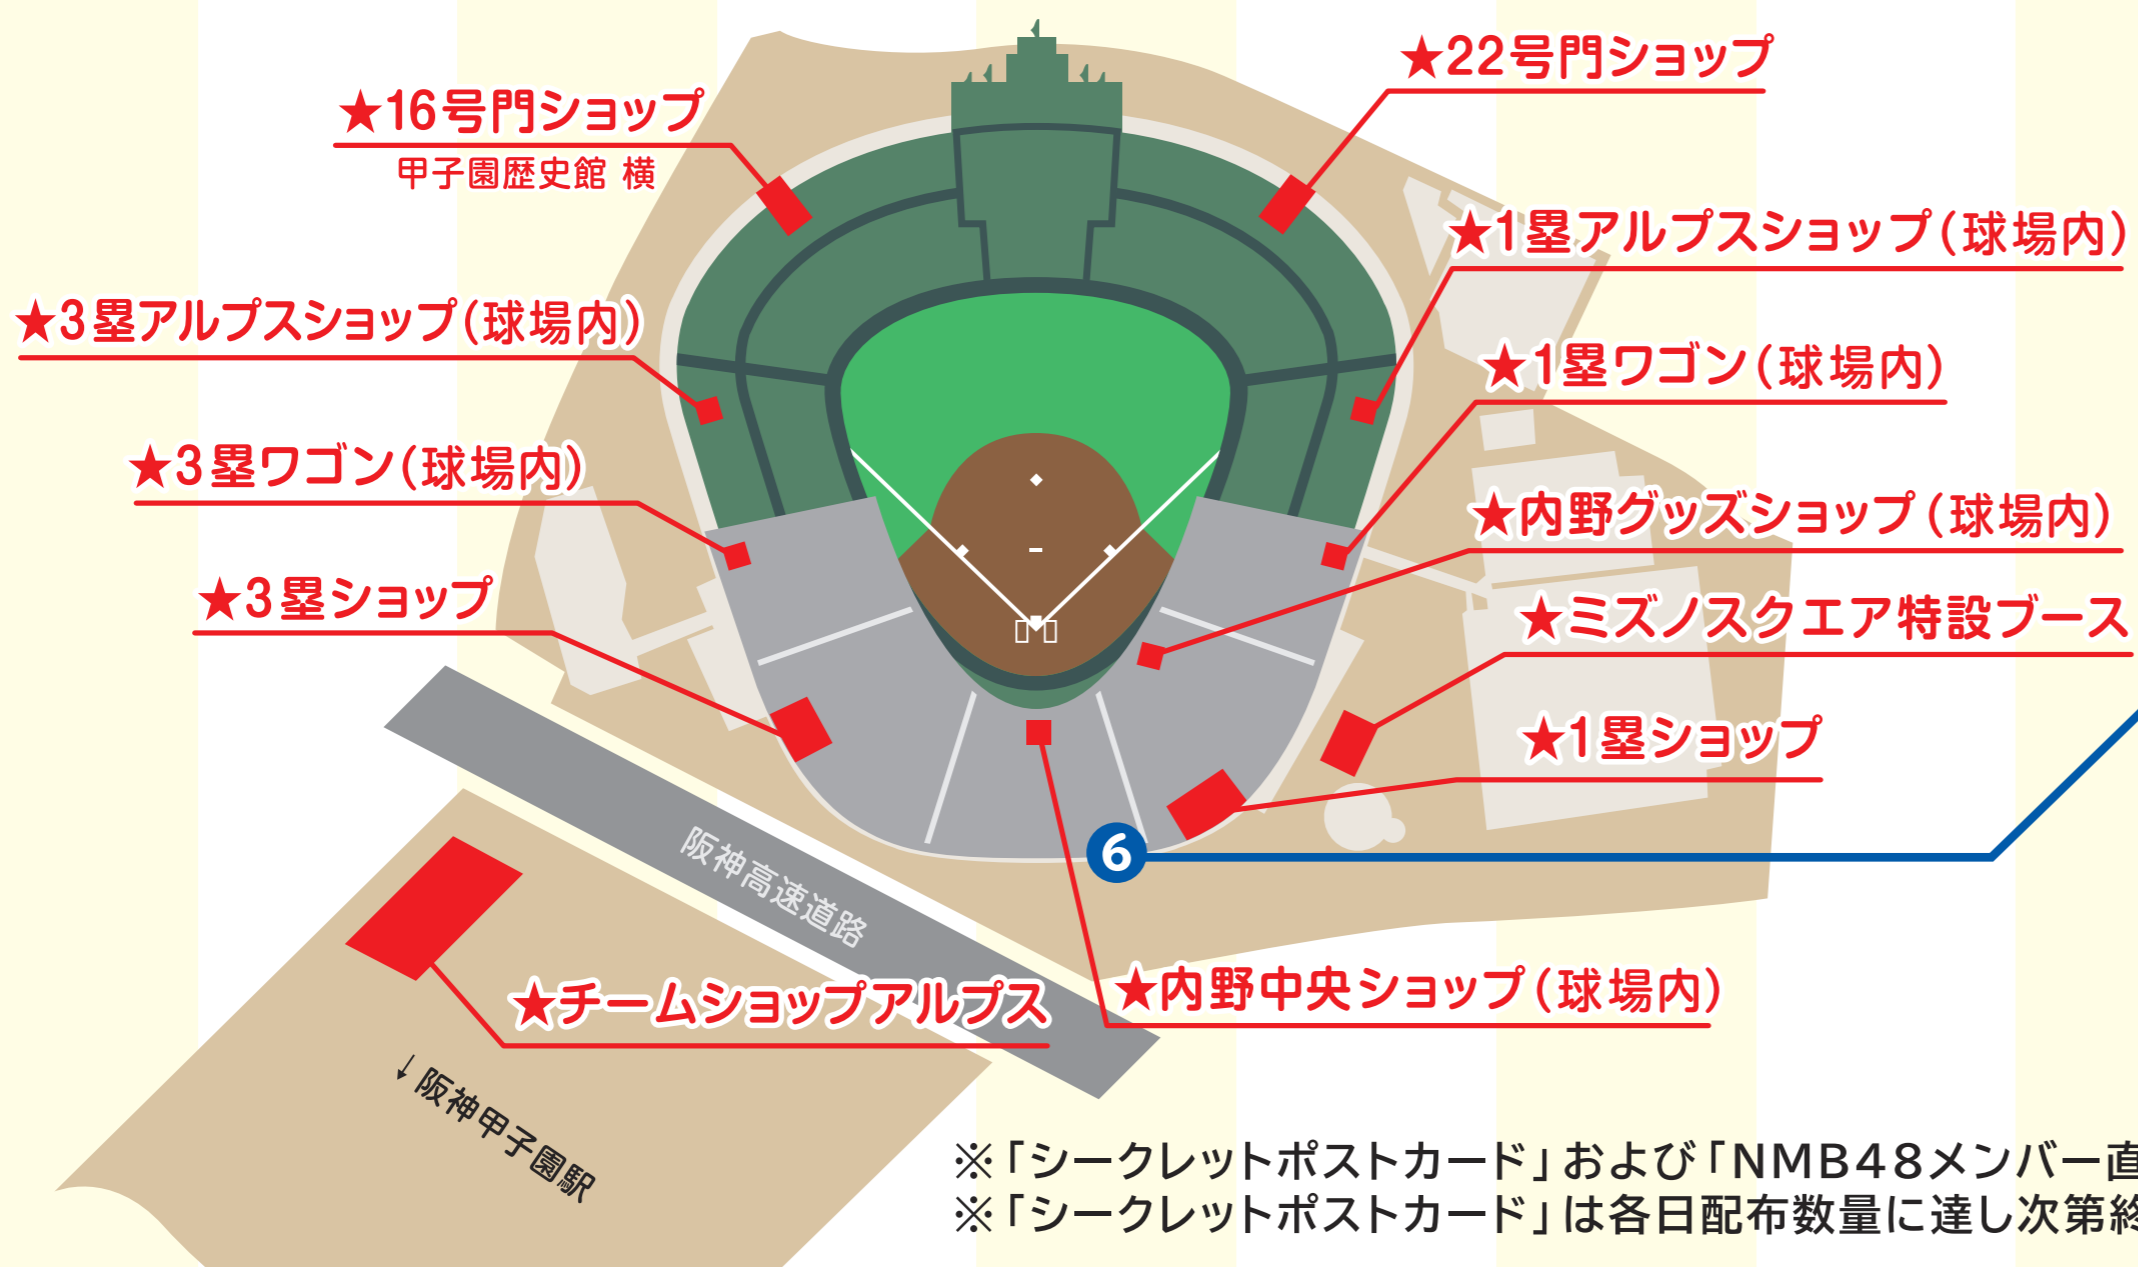 ★22号門ショップ
★16号門ショップ
甲子園歴史館 横
★1塁アルプスショップ(球場内)
★3塁アルプスショップ(球場内)
★1塁ワゴン(球場内)
★3塁ワゴン(球場内)
★内野グッズショップ(球場内)
★3塁ショップ
★ミズノスクエア特設ブース
★1塁ショップ
6
阪神高速道路
★チームショップアルプス
★内野中央ショップ(球場内)
↓阪神甲子園駅
※「シークレットポストカード」および「NMB48メンバー直
※「シークレットポストカード」は各日配布数量に達し次第終